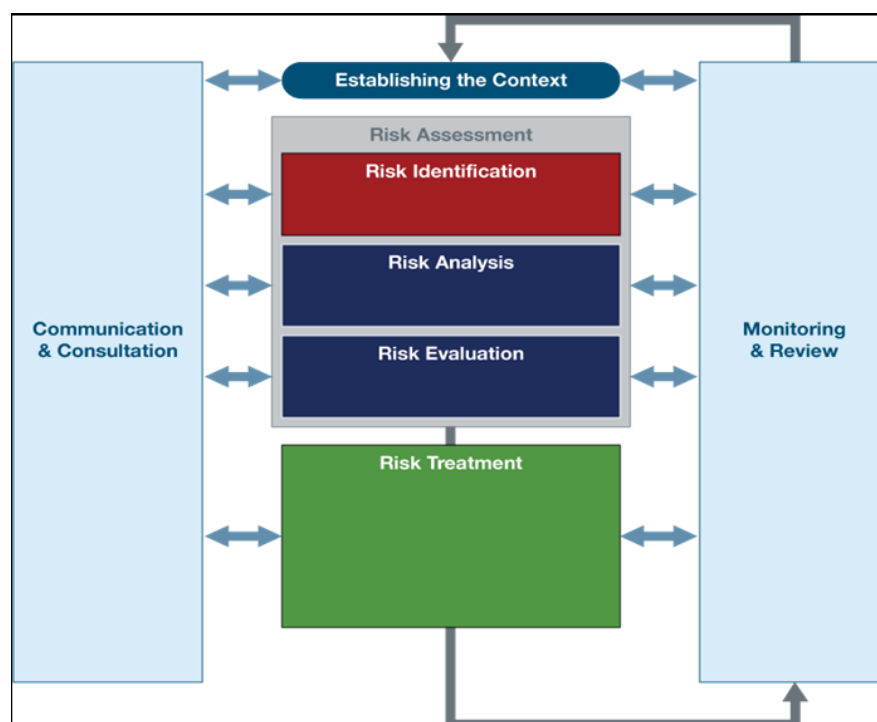 Establishing the Context
Risk Assessment
Risk Identification
Risk Analysis
Communication
& Consultation
Monitoring
& Review
Risk Evaluation
Risk Treatment